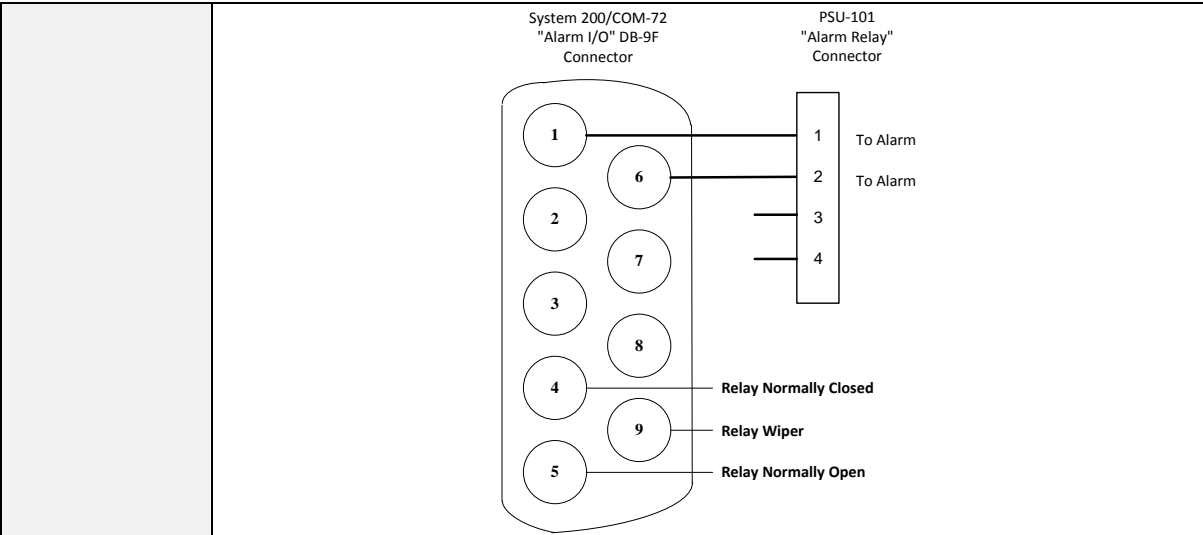 System 200/COM-72
"Alarm I/O" DB-9F
Connector
PSU-101
"Alarm Relay"
Connector
1
1
To Alarm
6
2
To Alarm
2
3
7
4
3
8
4
Relay Normally Closed
9
Relay Wiper
5
Relay Normally Open